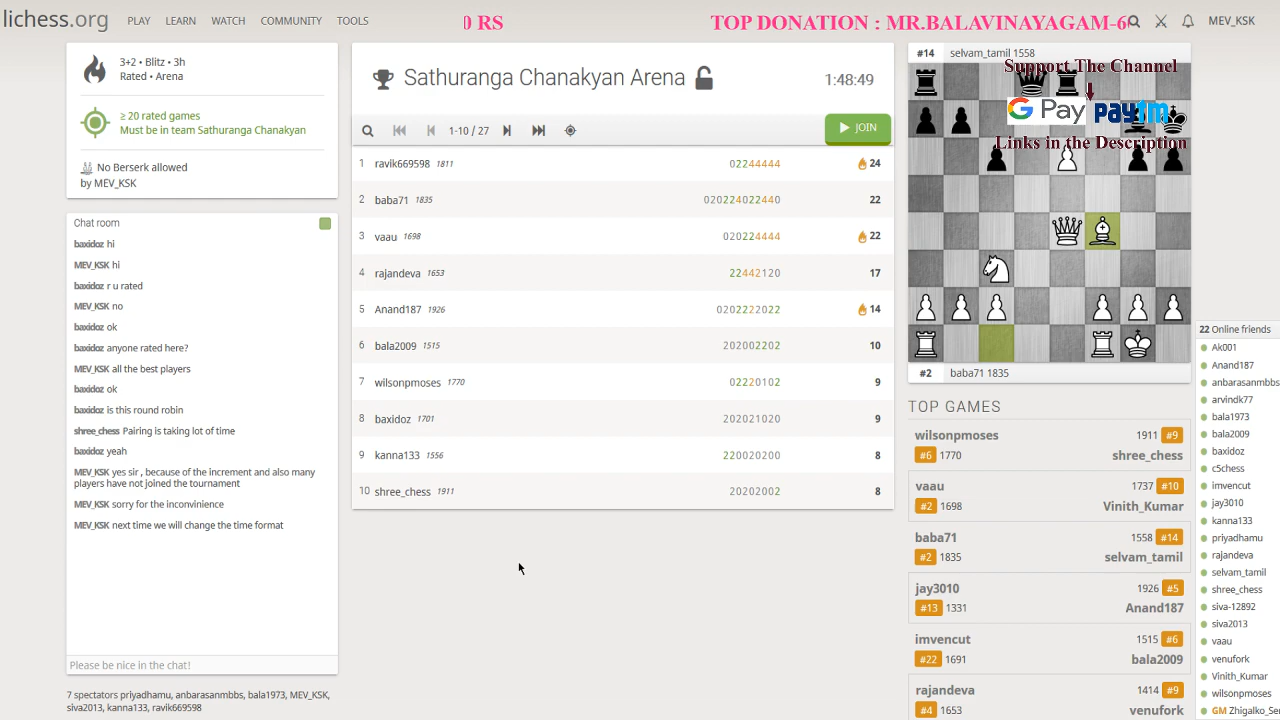 lichess.org PLAY LEARN WATCH COMMUNITY TOOLS MEV_KSK
0 RS TOP DONATION : MR.BALAVINAYAGAM-6
3+2 • Blitz • 3h
Rated • Arena
≥ 20 rated games
Must be in team Sathuranga Chanakyan
No Berserk allowed
by MEV_KSK
Chat room
baxidoz hi
MEV_KSK hi
baxidoz r u rated
MEV_KSK no
baxidoz ok
baxidoz anyone rated here?
MEV_KSK all the best players
baxidoz ok
baxidoz is this round robin
shree_chess Pairing is taking lot of time
baxidoz yeah
MEV_KSK yes sir , because of the increment and also many
players have not joined the tournament
MEV_KSK sorry for the inconvinience
MEV_KSK next time we will change the time format
Please be nice in the chat!
7 spectators priyadhamu, anbarasanmbbs, bala1973, MEV_KSK,
siva2013, kanna133, ravik669598
Sathuranga Chanakyan Arena 1:48:49
1-10 / 27 JOIN
1 ravik669598 1811 02244444 24
2 baba71 1835 020224022440 22
3 vaau 1698 020224444 22
4 rajandeva 1653 22442120 17
5 Anand187 1926 0202222022 14
6 bala2009 1515 202002202 10
7 wilsonpmoses 1770 02220102 9
8 baxidoz 1701 202021020 9
9 kanna133 1556 220020200 8
10 shree_chess 1911 20202002 8
#14 selvam_tamil 1558
Support The Channel
G Pay paytm
Links in the Description
#2 baba71 1835
TOP GAMES
wilsonpmoses 1911 #9
#6 1770 shree_chess
vaau 1737 #10
#2 1698 Vinith_Kumar
baba71 1558 #14
#2 1835 selvam_tamil
jay3010 1926 #5
#13 1331 Anand187
imvencut 1515 #6
#22 1691 bala2009
rajandeva 1414 #9
#4 1653 venufork
22 Online friends
Ak001
Anand187
anbarasanmbbs
arvindk77
bala1973
bala2009
baxidoz
c5chess
imvencut
jay3010
kanna133
priyadhamu
rajandeva
selvam_tamil
shree_chess
siva-12892
siva2013
vaau
venufork
Vinith_Kumar
wilsonpmoses
GM Zhigalko_Se